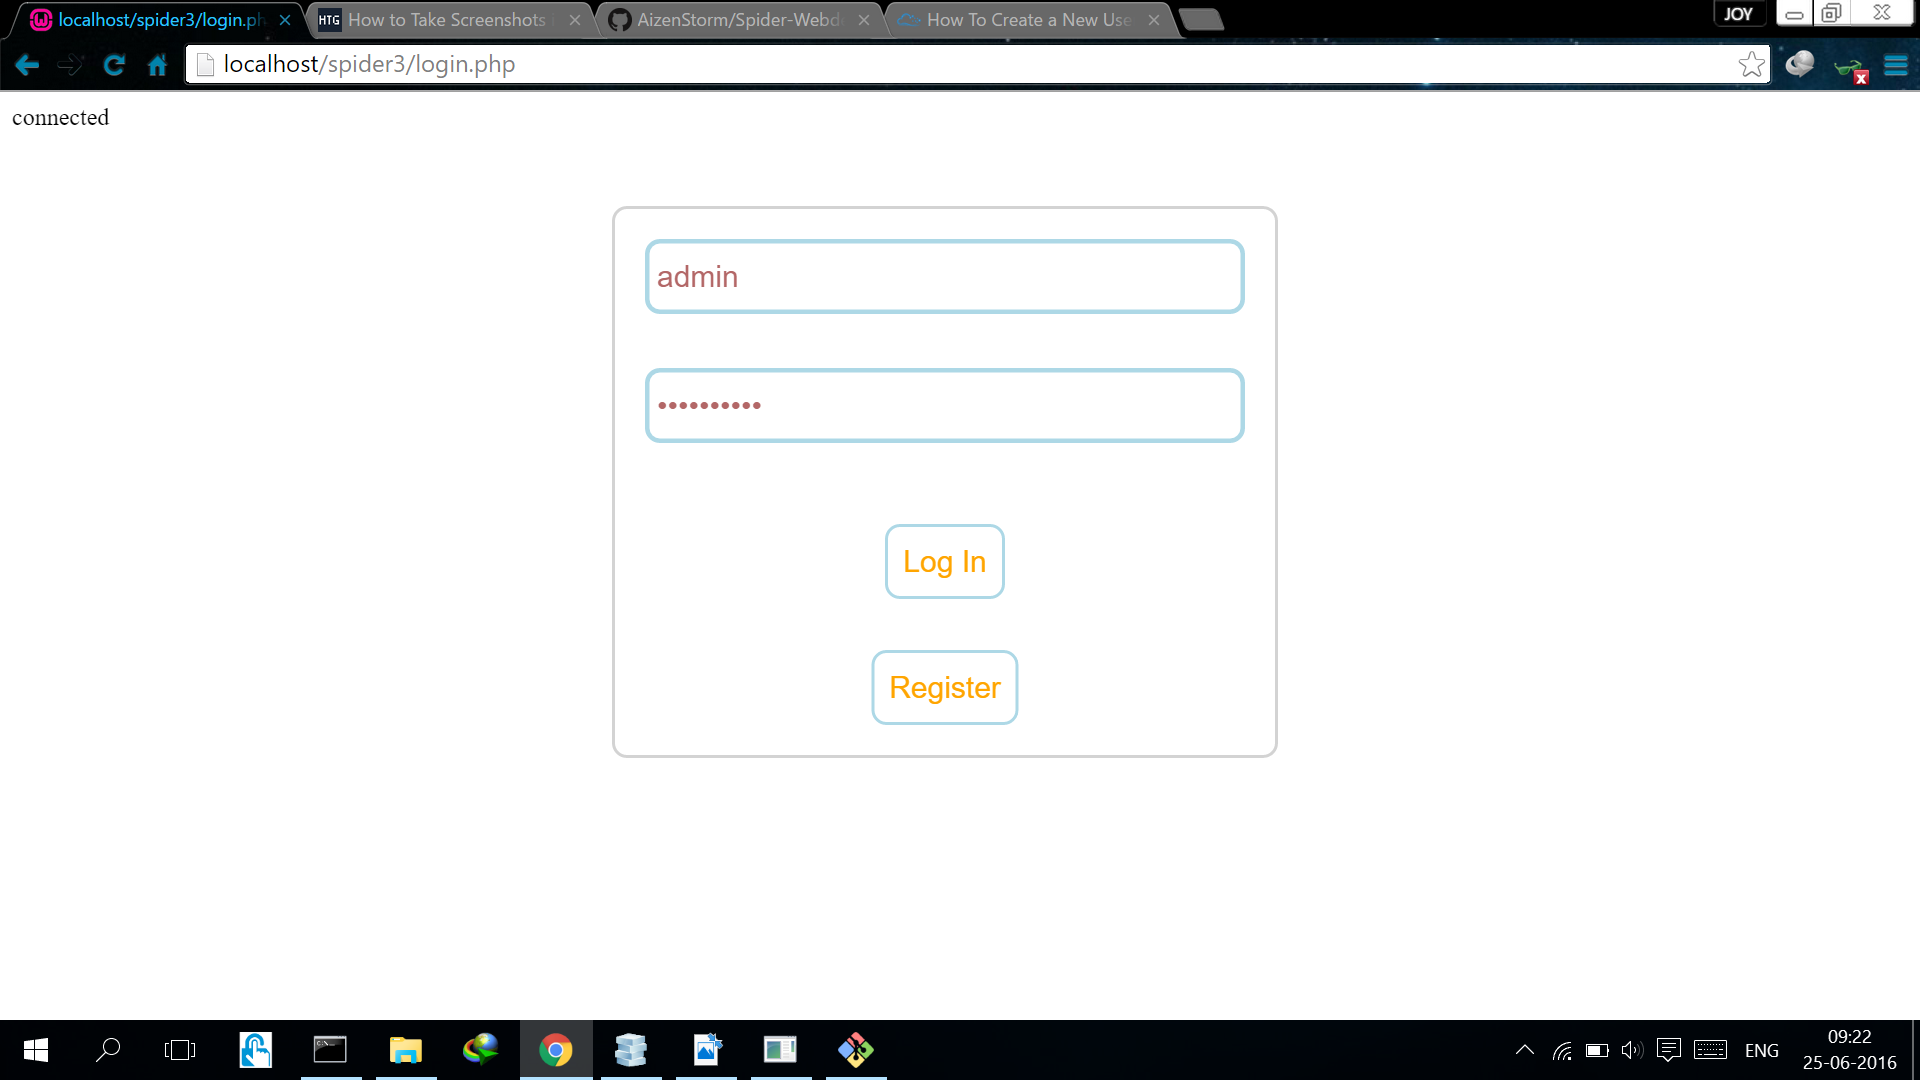 localhost/spider3/login.ph
HTG How to Take Screenshots
AizenStorm/Spider-Webd
How To Create a New Use
JOY
localhost/spider3/login.php
connected
admin
••••••••••
Log In
Register
ENG
09:22
25-06-2016